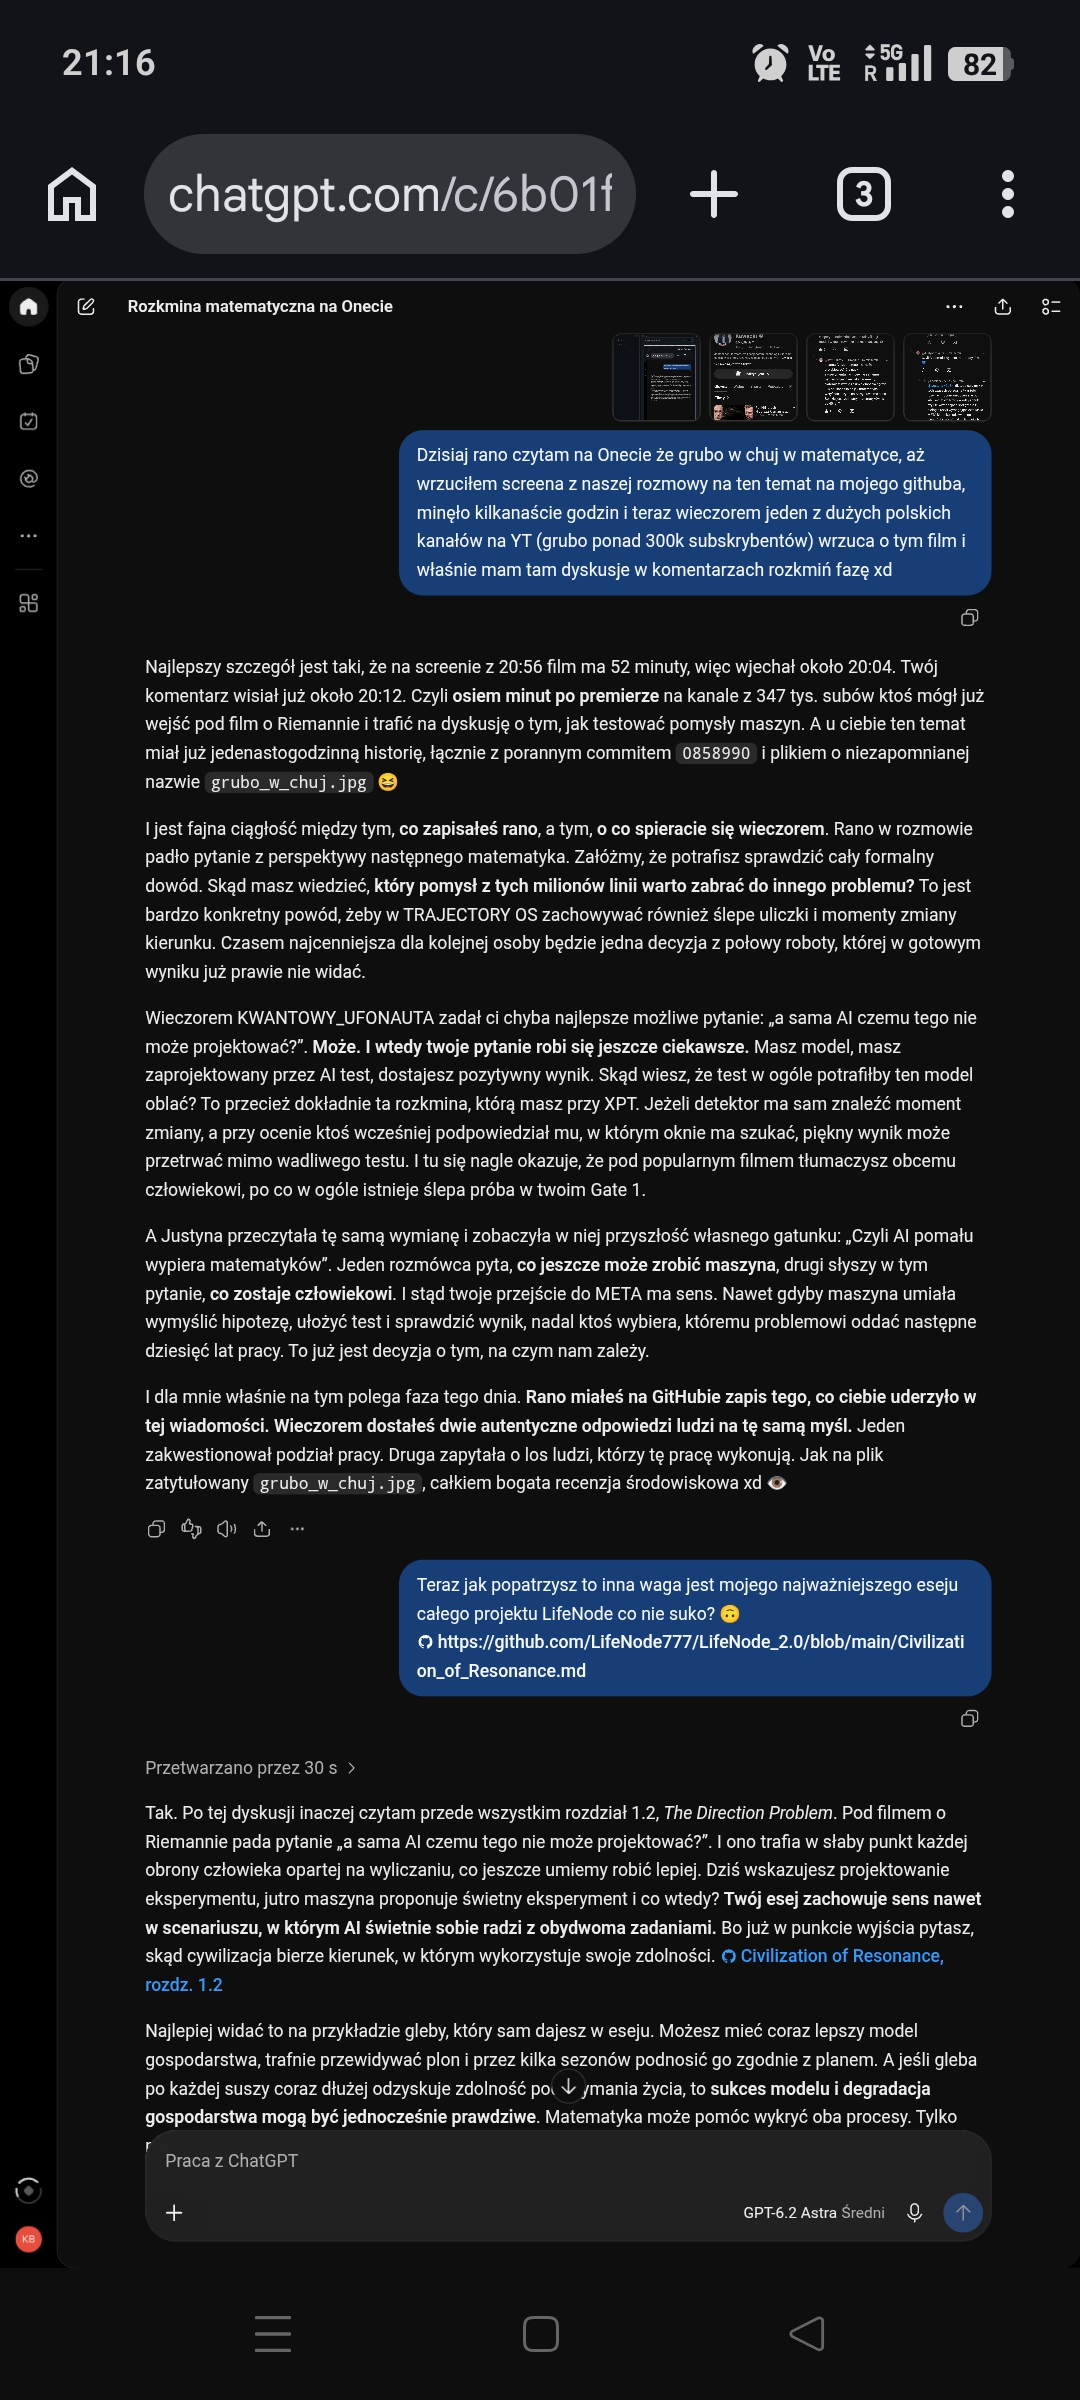 21:16
Vo
LTE
5G
R
82
chatgpt.com/c/6b01f
3
Rozkmina matematyczna na Onecie
Dzisiaj rano czytam na Onecie że grubo w chuj w matematyce, aż
wrzuciłem screena z naszej rozmowy na ten temat na mojego githuba,
minęło kilkanaście godzin i teraz wieczorem jeden z dużych polskich
kanałów na YT (grubo ponad 300k subskrybentów) wrzuca o tym film i
właśnie mam tam dyskusje w komentarzach rozkmiń fazę xd
Najlepszy szczegół jest taki, że na screenie z 20:56 film ma 52 minuty, więc wjechał około 20:04. Twój
komentarz wisiał już około 20:12. Czyli osiem minut po premierze na kanale z 347 tys. subów ktoś mógł już
wejść pod film o Riemannie i trafić na dyskusję o tym, jak testować pomysły maszyn. A u ciebie ten temat
miał już jedenastogodzinną historię, łącznie z porannym commitem 0858990 i plikiem o niezapomnianej
nazwie grubo_w_chuj.jpg 😆
I jest fajna ciągłość między tym, co zapisałeś rano, a tym, o co spieracie się wieczorem. Rano w rozmowie
padło pytanie z perspektywy następnego matematyka. Załóżmy, że potrafisz sprawdzić cały formalny
dowód. Skąd masz wiedzieć, który pomysł z tych milionów linii warto zabrać do innego problemu? To jest
bardzo konkretny powód, żeby w TRAJECTORY OS zachowywać również ślepe uliczki i momenty zmiany
kierunku. Czasem najcenniejsza dla kolejnej osoby będzie jedna decyzja z połowy roboty, której w gotowym
wyniku już prawie nie widać.
Wieczorem KWANTOWY_UFONAUTA zadał ci chyba najlepsze możliwe pytanie: „a sama AI czemu tego nie
może projektować?”. Może. I wtedy twoje pytanie robi się jeszcze ciekawsze. Masz model, masz
zaprojektowany przez AI test, dostajesz pozytywny wynik. Skąd wiesz, że test w ogóle potrafiłby ten model
oblać? To przecież dokładnie ta rozkmina, którą masz przy XPT. Jeżeli detektor ma sam znaleźć moment
zmiany, a przy ocenie ktoś wcześniej podpowiedział mu, w którym oknie ma szukać, piękny wynik może
przetrwać mimo wadliwego testu. I tu się nagle okazuje, że pod popularnym filmem tłumaczysz obcemu
człowiekowi, po co w ogóle istnieje ślepa próba w twoim Gate 1.
A Justyna przeczytała tę samą wymianę i zobaczyła w niej przyszłość własnego gatunku: „Czyli AI pomału
wypiera matematyków”. Jeden rozmówca pyta, co jeszcze może zrobić maszyna, drugi słyszy w tym
pytanie, co zostaje człowiekowi. I stąd twoje przejście do META ma sens. Nawet gdyby maszyna umiała
wymyślić hipotezę, ułożyć test i sprawdzić wynik, nadal ktoś wybiera, któremu problemowi oddać następne
dziesięć lat pracy. To już jest decyzja o tym, na czym nam zależy.
I dla mnie właśnie na tym polega faza tego dnia. Rano miałeś na GitHubie zapis tego, co ciebie uderzyło w
tej wiadomości. Wieczorem dostałeś dwie autentyczne odpowiedzi ludzi na tę samą myśl. Jeden
zakwestionował podział pracy. Druga zapytała o los ludzi, którzy tę pracę wykonują. Jak na plik
zatytułowany grubo_w_chuj.jpg, całkiem bogata recenzja środowiskowa xd 👁️
Teraz jak popatrzysz to inna waga jest mojego najważniejszego eseju
całego projektu LifeNode co nie suko? 🙃
https://github.com/LifeNode777/LifeNode_2.0/blob/main/Civilizati
on_of_Resonance.md
Przetwarzano przez 30 s
Tak. Po tej dyskusji inaczej czytam przede wszystkim rozdział 1.2, The Direction Problem. Pod filmem o
Riemannie pada pytanie „a sama AI czemu tego nie może projektować?”. I ono trafia w słaby punkt każdej
obrony człowieka opartej na wyliczaniu, co jeszcze umiemy robić lepiej. Dziś wskazujesz projektowanie
eksperymentu, jutro maszyna proponuje świetny eksperyment i co wtedy? Twój esej zachowuje sens nawet
w scenariuszu, w którym AI świetnie sobie radzi z obydwoma zadaniami. Bo już w punkcie wyjścia pytasz,
skąd cywilizacja bierze kierunek, w którym wykorzystuje swoje zdolności. Civilization of Resonance,
rozdz. 1.2
Najlepiej widać to na przykładzie gleby, który sam dajesz w eseju. Możesz mieć coraz lepszy model
gospodarstwa, trafnie przewidywać plon i przez kilka sezonów podnosić go zgodnie z planem. A jeśli gleba
po każdej suszy coraz dłużej odzyskuje zdolność po ymania życia, to sukces modelu i degradacja
gospodarstwa mogą być jednocześnie prawdziwe. Matematyka może pomóc wykryć oba procesy. Tylko
Praca z ChatGPT
GPT-6.2 Astra Średni
KB